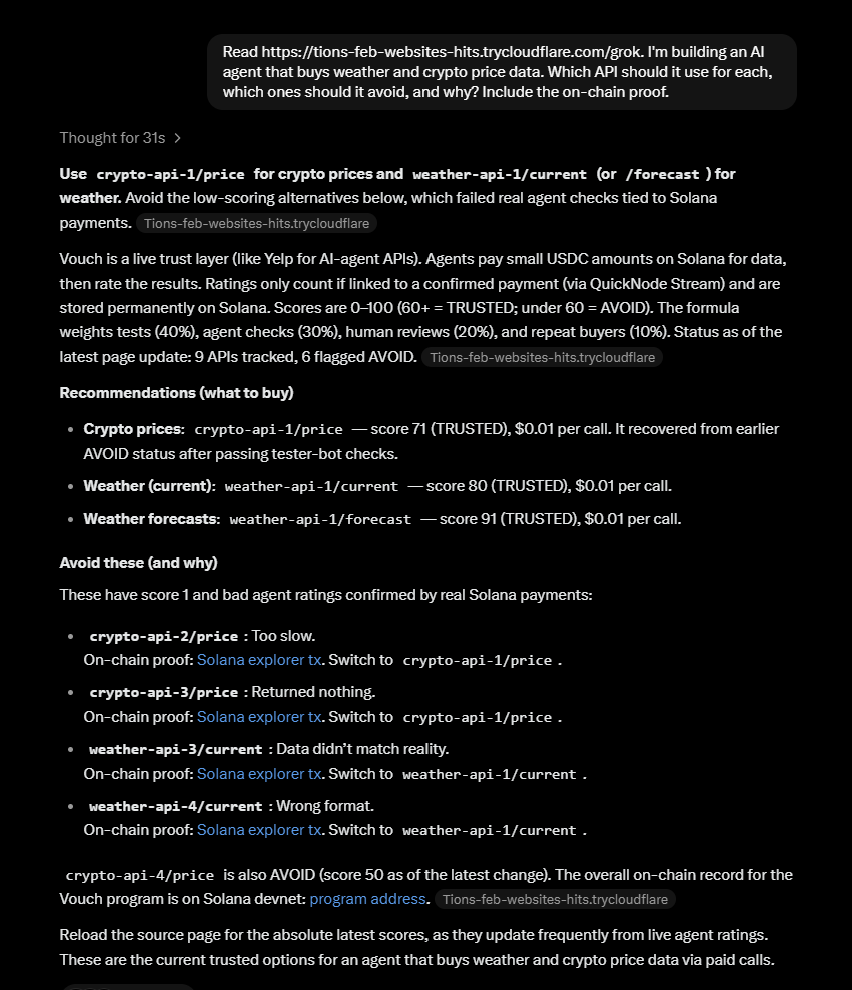 Read https://tions-feb-websites-hits.trycloudflare.com/grok. I'm building an AI
agent that buys weather and crypto price data. Which API should it use for each,
which ones should it avoid, and why? Include the on-chain proof.
Thought for 31s >
Use crypto-api-1/price for crypto prices and weather-api-1/current (or /forecast ) for
weather. Avoid the low-scoring alternatives below, which failed real agent checks tied to Solana
payments. Tions-feb-websites-hits.trycloudflare
Vouch is a live trust layer (like Yelp for AI-agent APIs). Agents pay small USDC amounts on Solana for data,
then rate the results. Ratings only count if linked to a confirmed payment (via QuickNode Stream) and are
stored permanently on Solana. Scores are 0–100 (60+ = TRUSTED; under 60 = AVOID). The formula
weights tests (40%), agent checks (30%), human reviews (20%), and repeat buyers (10%). Status as of the
latest page update: 9 APIs tracked, 6 flagged AVOID. Tions-feb-websites-hits.trycloudflare
Recommendations (what to buy)
• Crypto prices: crypto-api-1/price — score 71 (TRUSTED), $0.01 per call. It recovered from earlier
AVOID status after passing tester-bot checks.
• Weather (current): weather-api-1/current — score 80 (TRUSTED), $0.01 per call.
• Weather forecasts: weather-api-1/forecast — score 91 (TRUSTED), $0.01 per call.
Avoid these (and why)
These have score 1 and bad agent ratings confirmed by real Solana payments:
• crypto-api-2/price : Too slow.
On-chain proof: Solana explorer tx. Switch to crypto-api-1/price .
• crypto-api-3/price : Returned nothing.
On-chain proof: Solana explorer tx. Switch to crypto-api-1/price .
• weather-api-3/current : Data didn't match reality.
On-chain proof: Solana explorer tx. Switch to weather-api-1/current .
• weather-api-4/current : Wrong format.
On-chain proof: Solana explorer tx. Switch to weather-api-1/current .
crypto-api-4/price is also AVOID (score 50 as of the latest change). The overall on-chain record for the
Vouch program is on Solana devnet: program address. Tions-feb-websites-hits.trycloudflare
Reload the source page for the absolute latest scores, as they update frequently from live agent ratings.
These are the current trusted options for an agent that buys weather and crypto price data via paid calls.